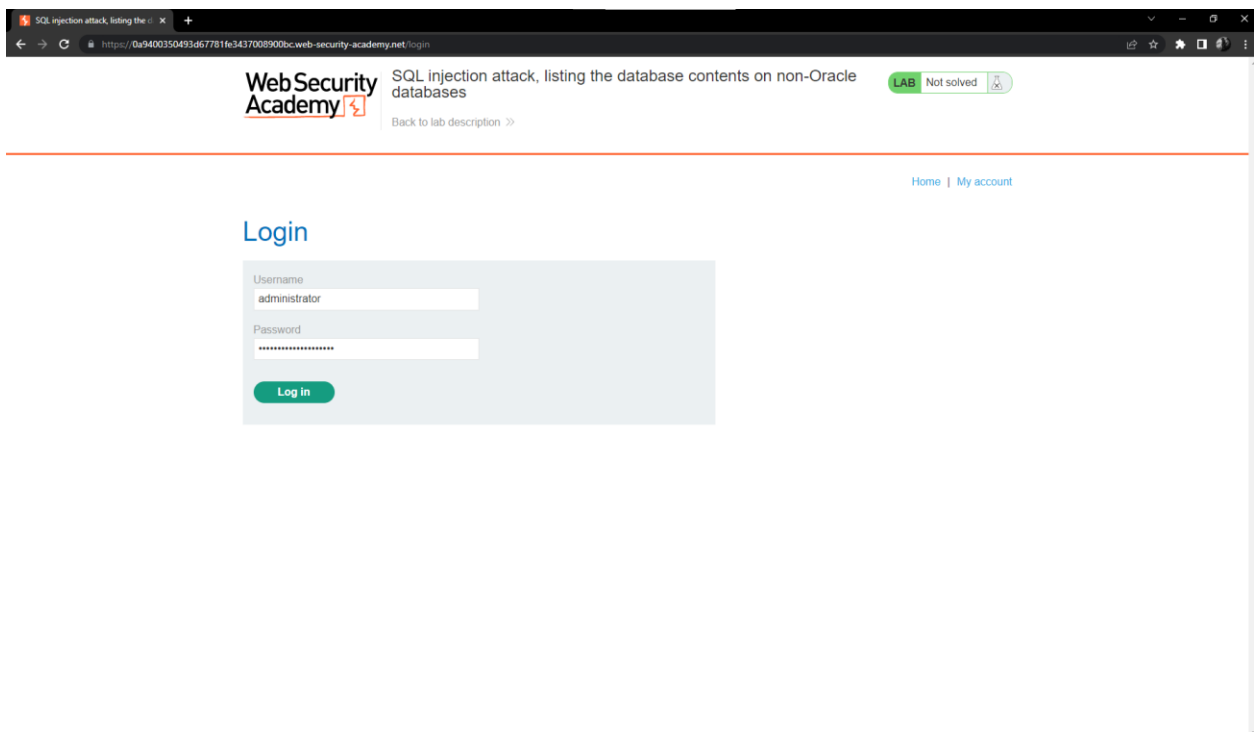 SQL injection attack, listing the d
https://0a9400350493d67781fe3437008900bc.web-security-academy.net/login
Web Security
Academy
SQL injection attack, listing the database contents on non-Oracle
databases
Back to lab description
LAB Not solved
Home | My account
Login
Username
administrator
Password
••••••••••••••••••••
Log in